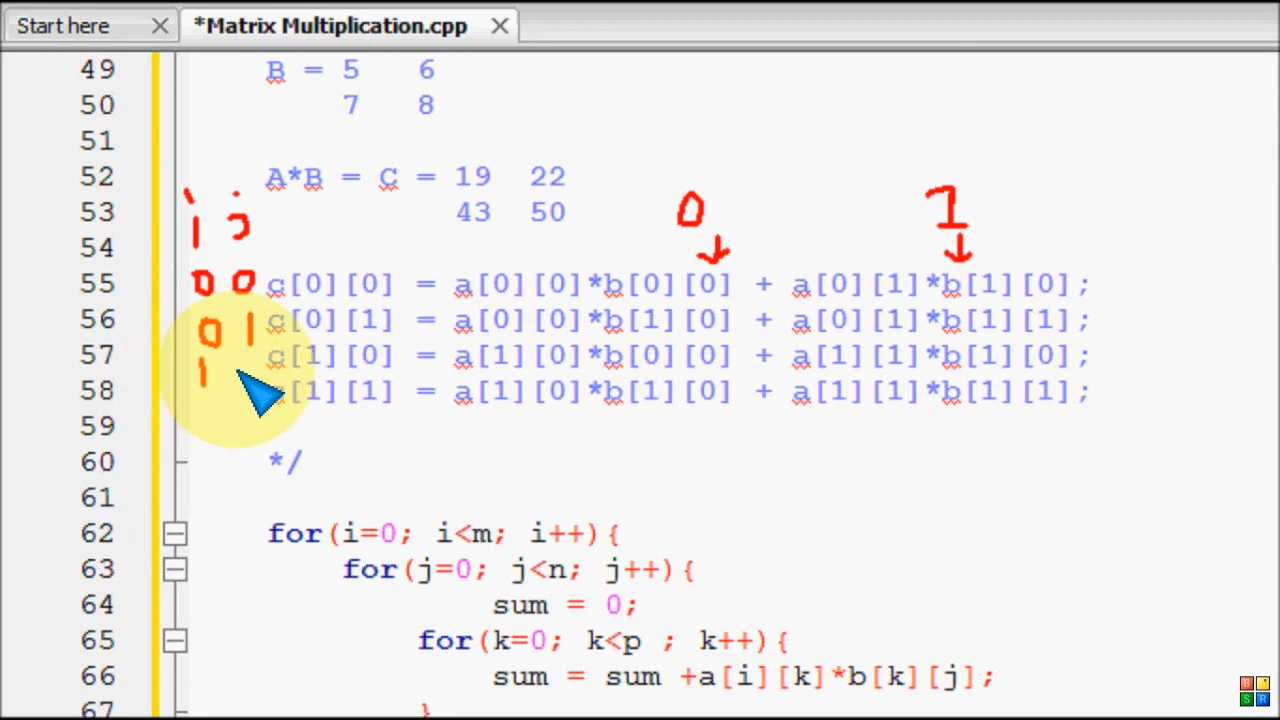 Start here *Matrix Multiplication.cpp
49 B = 5 6
50 7 8
51
52 A*B = C = 19 22
53 43 50
0 1
i j
54
0 0
55 c[0][0] = a[0][0]*b[0][0] + a[0][1]*b[1][0];
0 1
56 c[0][1] = a[0][0]*b[1][0] + a[0][1]*b[1][1];
1
57 c[1][0] = a[1][0]*b[0][0] + a[1][1]*b[1][0];
58 [1][1] = a[1][0]*b[1][0] + a[1][1]*b[1][1];
59
60 */
61
62 for(i=0; i<m; i++){
63 for(j=0; j<n; j++){
64 sum = 0;
65 for(k=0; k<p ; k++){
66 sum = sum +a[i][k]*b[k][j];
67 }
B S R